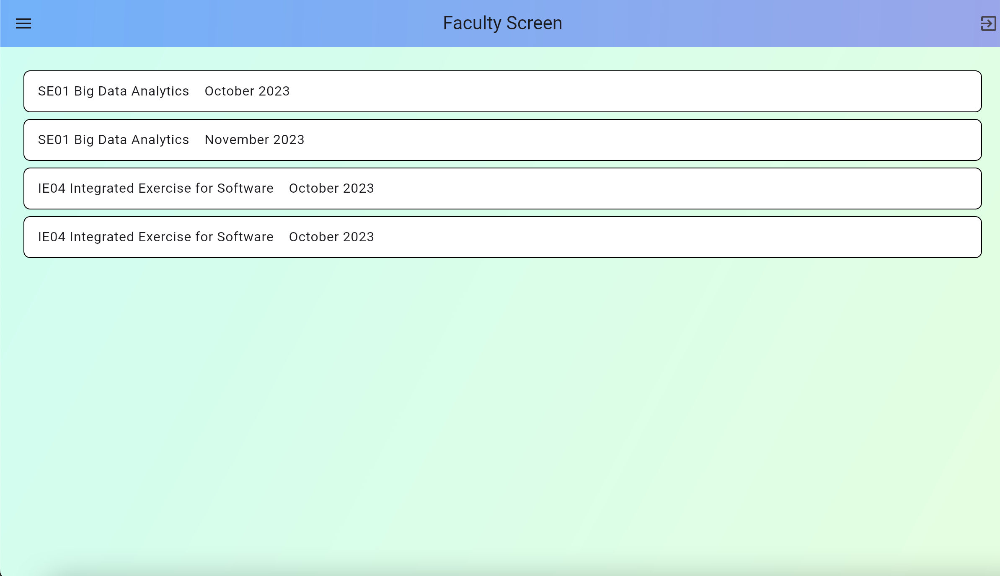 Faculty Screen
SE01 Big Data Analytics October 2023
SE01 Big Data Analytics November 2023
IE04 Integrated Exercise for Software October 2023
IE04 Integrated Exercise for Software October 2023